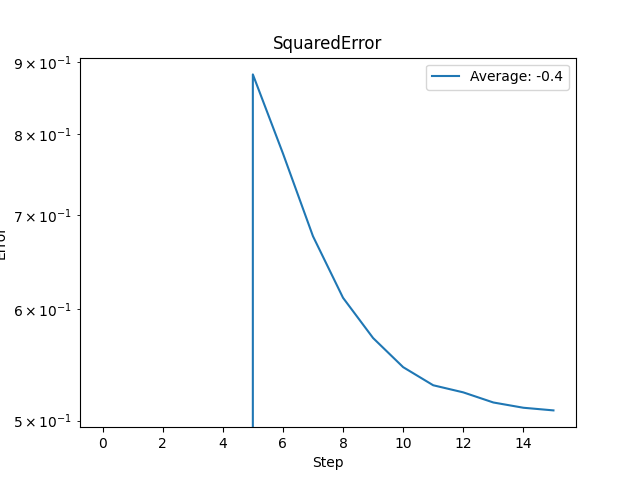 SquaredError
Average: -0.4
9 × 10⁻¹
8 × 10⁻¹
7 × 10⁻¹
6 × 10⁻¹
5 × 10⁻¹
Error
0 2 4 6 8 10 12 14
Step